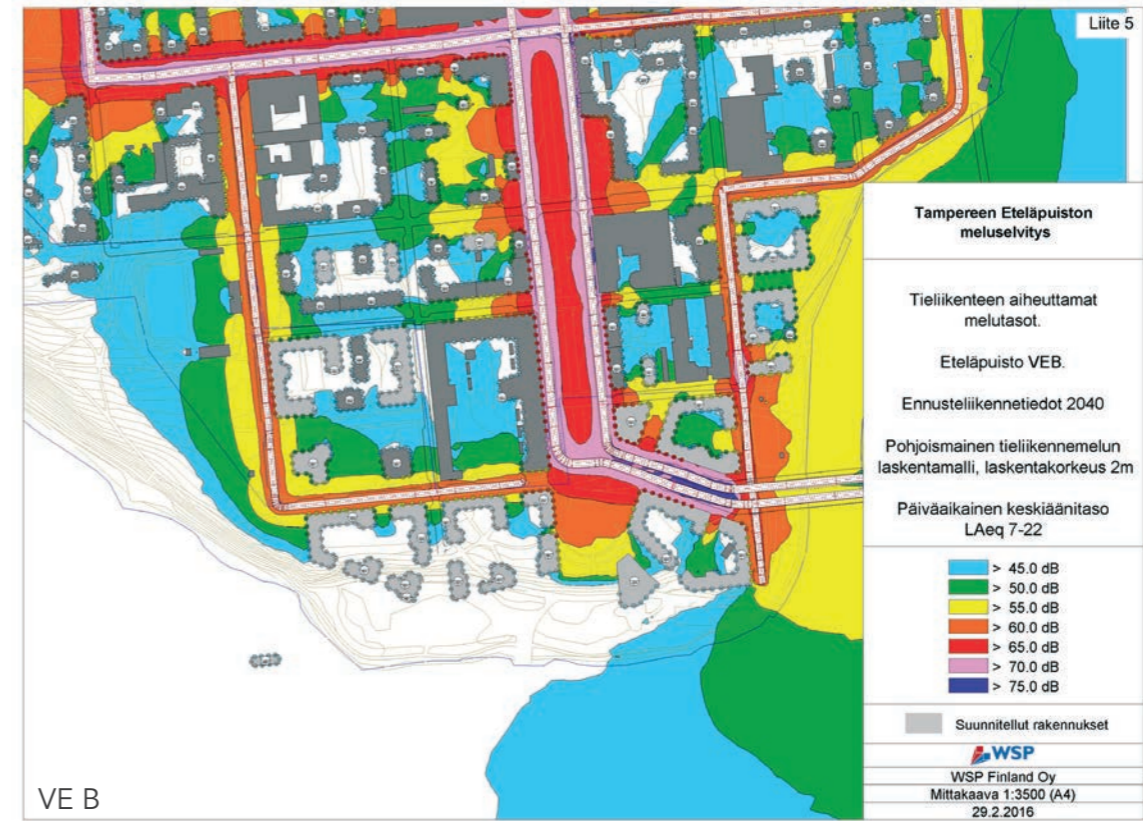 Liite 5
Tampereen Eteläpuiston
meluselvitys
Tieliikenteen aiheuttamat
melutasot.
Eteläpuisto VEB.
Ennusteliikennetiedot 2040
Pohjoismainen tieliikennemelun
laskentamalli, laskentakorkeus 2m
Päiväaikainen keskiäänitaso
LAeq 7-22
> 45.0 dB
> 50.0 dB
> 55.0 dB
> 60.0 dB
> 65.0 dB
> 70.0 dB
> 75.0 dB
Suunnitellut rakennukset
WSP
WSP Finland Oy
Mittakaava 1:3500 (A4)
29.2.2016
VE B